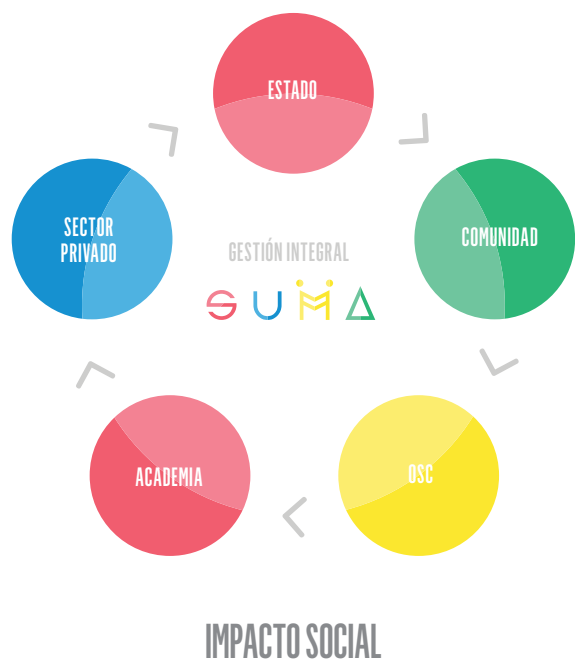 ESTADO
SECTOR
PRIVADO
COMUNIDAD
GESTIÓN INTEGRAL
SUMA
ACADEMIA
OSC
IMPACTO SOCIAL